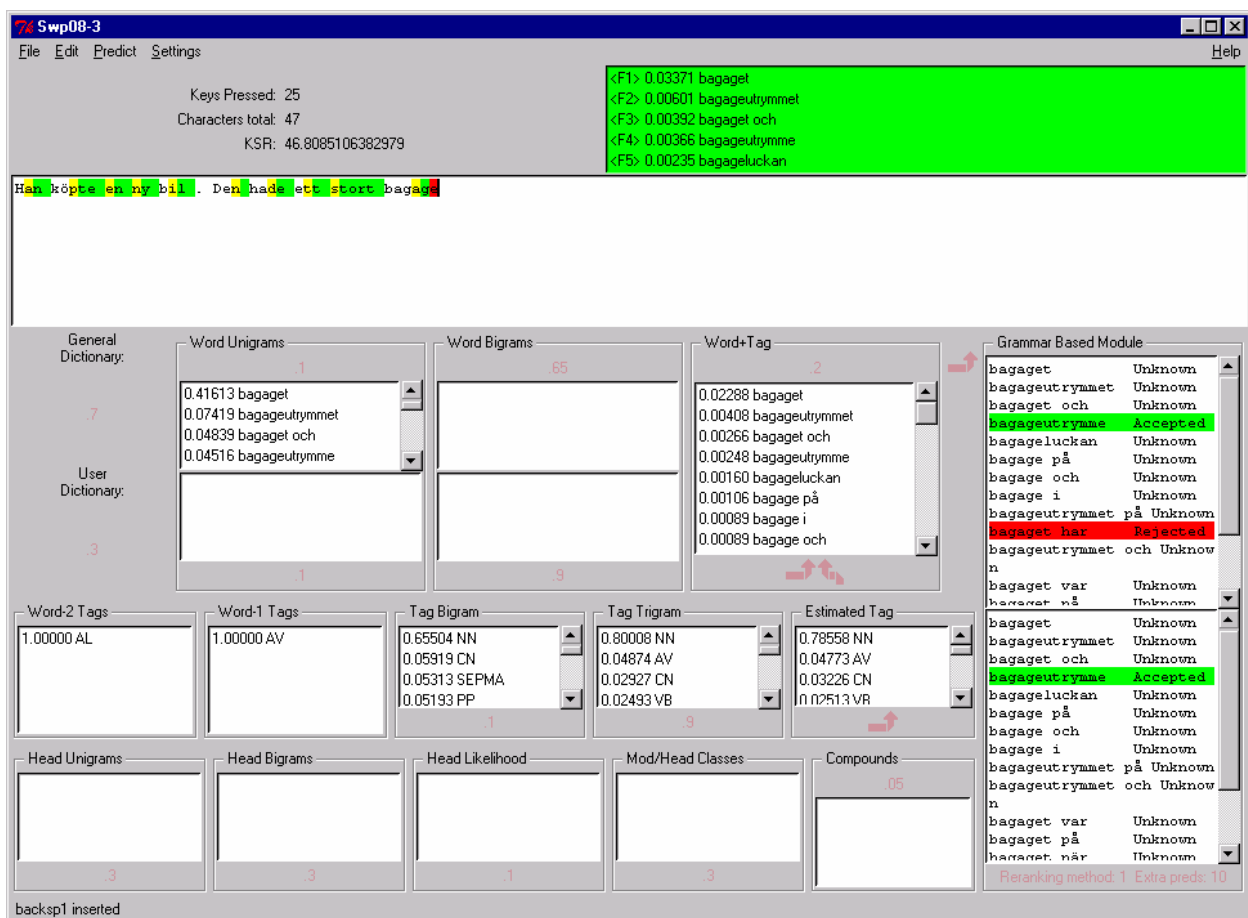 Swp08-3
File Edit Predict Settings Help
Keys Pressed: 25
Characters total: 47
KSR: 46.8085106382979
<F1> 0.03371 bagaget
<F2> 0.00601 bagageutrymmet
<F3> 0.00392 bagaget och
<F4> 0.00366 bagageutrymme
<F5> 0.00235 bagageluckan
Han köpte en ny bil . Den hade ett stort bagage
General
Dictionary:
.7
User
Dictionary:
.3
Word Unigrams
.1
0.41613 bagaget
0.07419 bagageutrymmet
0.04839 bagaget och
0.04516 bagageutrymme
.1
Word Bigrams
.65
.9
Word+Tag
.2
0.02288 bagaget
0.00408 bagageutrymmet
0.00266 bagaget och
0.00248 bagageutrymme
0.00160 bagageluckan
0.00106 bagage på
0.00089 bagage i
0.00089 bagage och
Grammar Based Module
bagaget Unknown
bagageutrymmet Unknown
bagaget och Unknown
bagageutrymme Accepted
bagageluckan Unknown
bagage på Unknown
bagage och Unknown
bagage i Unknown
bagageutrymmet på Unknown
bagaget har Rejected
bagageutrymmet och Unknow
n
bagaget var Unknown
bagaget på Unknown
bagaget Unknown
bagageutrymmet Unknown
bagaget och Unknown
bagageutrymme Accepted
bagageluckan Unknown
bagage på Unknown
bagage och Unknown
bagage i Unknown
bagageutrymmet på Unknown
bagageutrymmet och Unknow
n
bagaget var Unknown
bagaget på Unknown
bagaget när Unknown
Reranking method: 1 Extra preds: 10
Word-2 Tags
1.00000 AL
Word-1 Tags
1.00000 AV
Tag Bigram
0.65504 NN
0.05919 CN
0.05313 SEPMA
0.05193 PP
.1
Tag Trigram
0.80008 NN
0.04874 AV
0.02927 CN
0.02493 VB
.9
Estimated Tag
0.78558 NN
0.04773 AV
0.03226 CN
0.02513 VB
Head Unigrams
.3
Head Bigrams
.3
Head Likelihood
.1
Mod/Head Classes
.3
Compounds
.05
backsp1 inserted